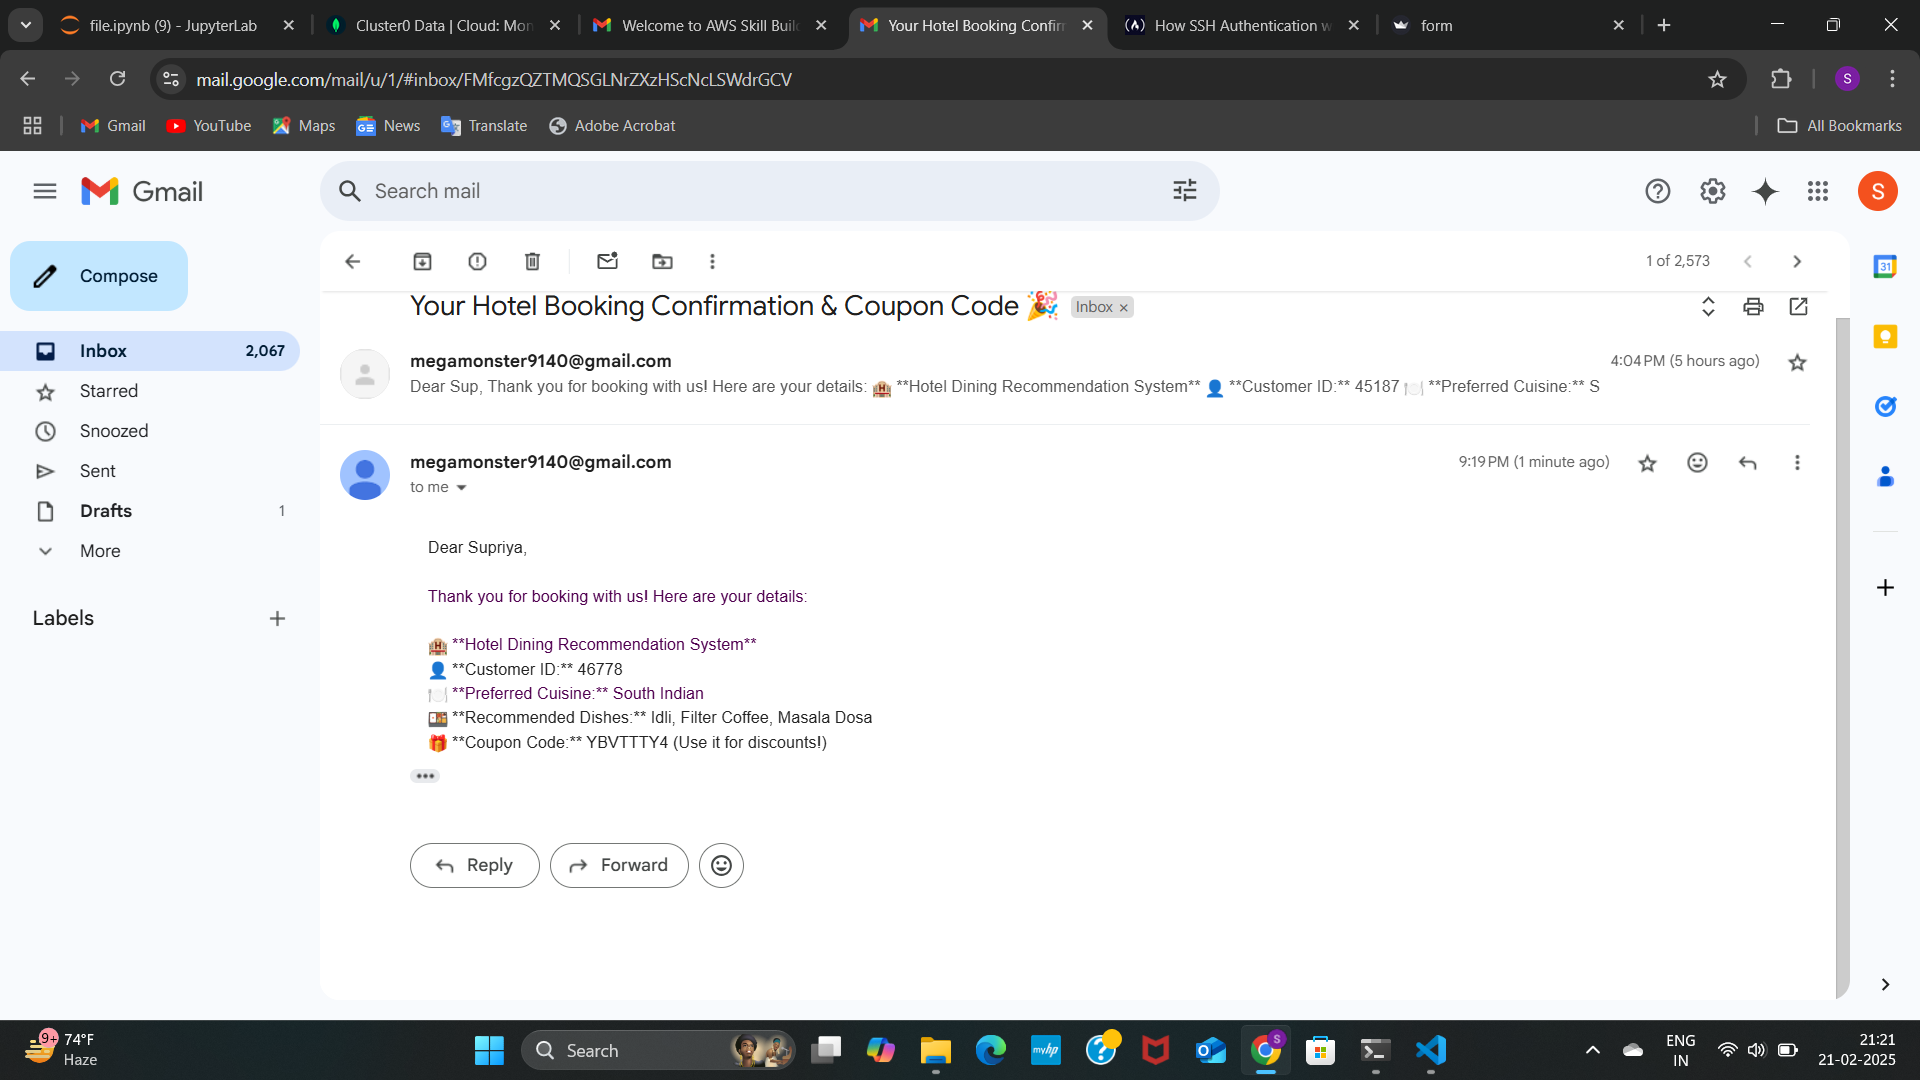 file.ipynb (9) - JupyterLab
Cluster0 Data | Cloud: Mon
Welcome to AWS Skill Buil
Your Hotel Booking Confirm
How SSH Authentication w
form
mail.google.com/mail/u/1/#inbox/FMfcgzQZTMQSGLNrZXzHScNcLSWdrGCV
S
Gmail
YouTube
Maps
News
Translate
Adobe Acrobat
All Bookmarks
Gmail
Search mail
S
Compose
1 of 2,573
31
Your Hotel Booking Confirmation & Coupon Code 🎉
Inbox ×
Inbox 2,067
Starred
Snoozed
Sent
Drafts 1
More
Labels
megamonster9140@gmail.com
4:04 PM (5 hours ago)
Dear Sup, Thank you for booking with us! Here are your details: 🏨 **Hotel Dining Recommendation System** 👤 **Customer ID:** 45187 🍽️ **Preferred Cuisine:** S
megamonster9140@gmail.com
9:19 PM (1 minute ago)
to me
Dear Supriya,
Thank you for booking with us! Here are your details:
🏨 **Hotel Dining Recommendation System**
👤 **Customer ID:** 46778
🍽️ **Preferred Cuisine:** South Indian
🍱 **Recommended Dishes:** Idli, Filter Coffee, Masala Dosa
🎁 **Coupon Code:** YBVTTTY4 (Use it for discounts!)
Reply
Forward
9+
74°F
Haze
Search
myhp
S
ENG
IN
21:21
21-02-2025